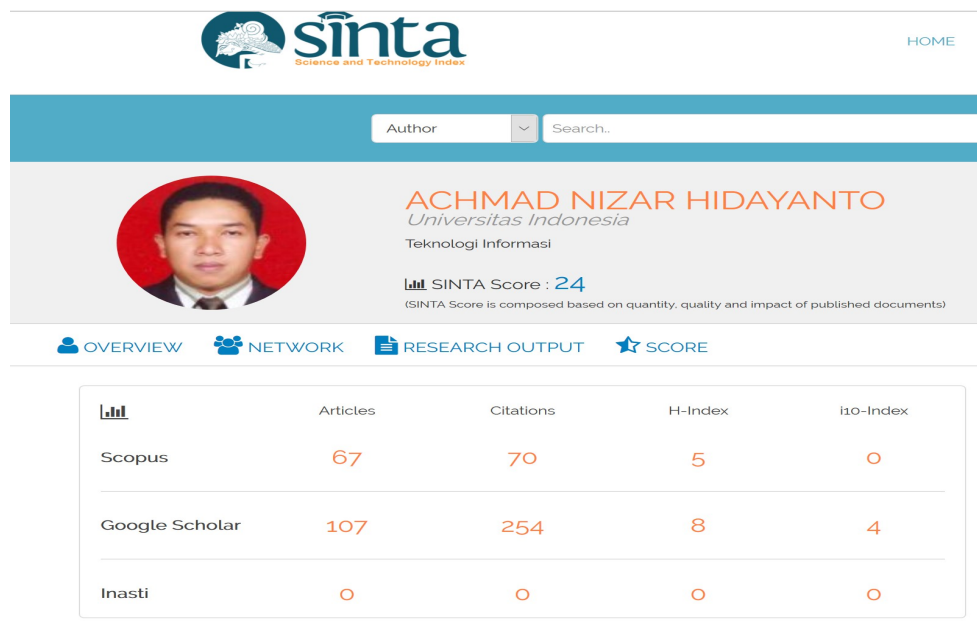 sinta
Science and Technology Index
HOME
Author Search..
ACHMAD NIZAR HIDAYANTO
Universitas Indonesia
Teknologi Informasi
SINTA Score : 24
(SINTA Score is composed based on quantity, quality and impact of published documents)
OVERVIEW NETWORK RESEARCH OUTPUT SCORE
Articles Citations H-Index i10-Index
Scopus 67 70 5 0
Google Scholar 107 254 8 4
Inasti 0 0 0 0